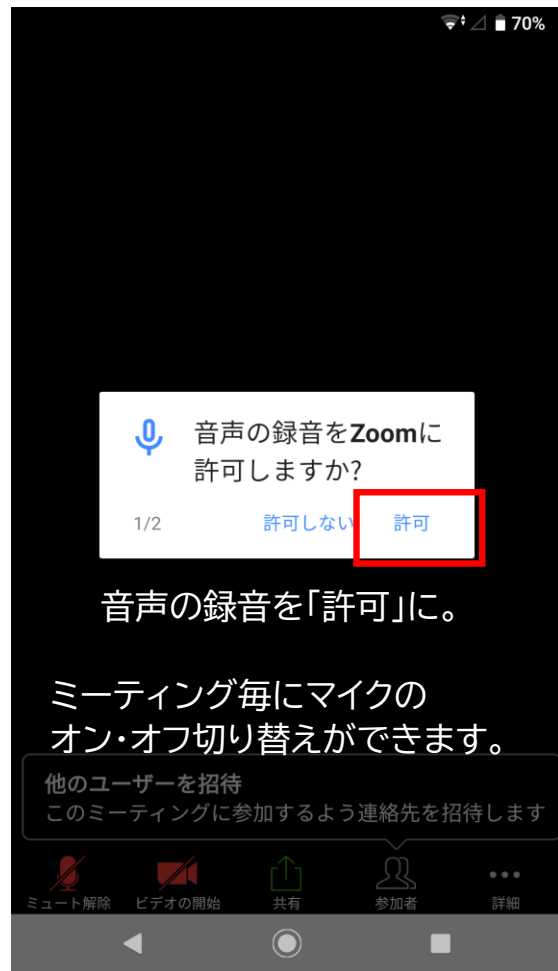 70%
音声の録音をZoomに
許可しますか?
1/2 許可しない 許可
音声の録音を「許可」に。
ミーティング毎にマイクの
オン・オフ切り替えができます。
他のユーザーを招待
このミーティングに参加するよう連絡先を招待します
ミュート解除 ビデオの開始 共有 参加者 詳細